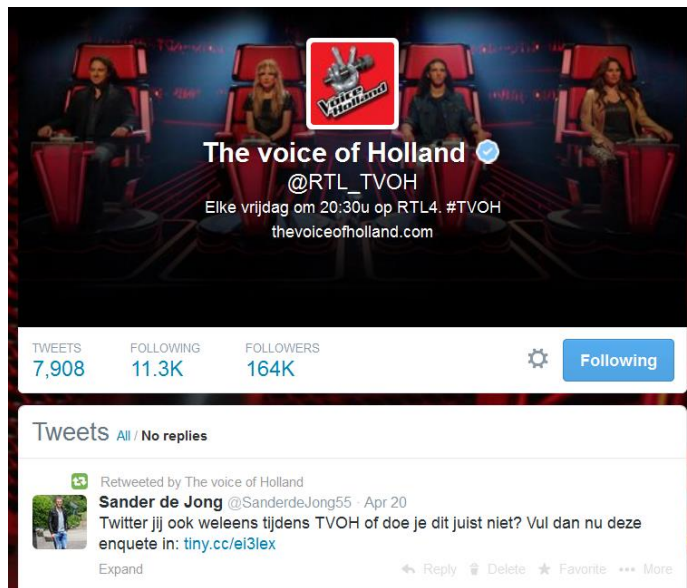 Voice
Holland
The voice of Holland
@RTL_TVOH
Elke vrijdag om 20:30u op RTL4. #TVOH
thevoiceofholland.com
TWEETS FOLLOWING FOLLOWERS
7,908 11.3K 164K
Following
Tweets All / No replies
Retweeted by The voice of Holland
Sander de Jong @SanderdeJong55 · Apr 20
Twitter jij ook weleens tijdens TVOH of doe je dit juist niet? Vul dan nu deze
enquete in: tiny.cc/ei3lex
Expand Reply Delete Favorite More